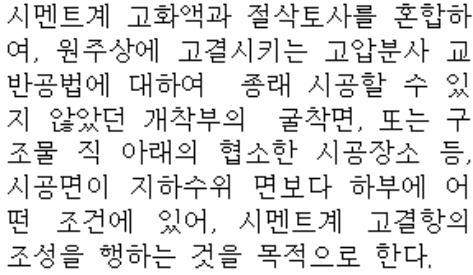 시멘트계 고화액과 절삭토사를 혼합하
여, 원주상에 고결시키는 고압분사 교
반공법에 대하여  종래 시공할 수 있
지 않았던 개착부의  굴착면, 또는 구
조물 직 아래의 협소한 시공장소 등,
시공면이 지하수위 면보다 하부에 어
떤 조건에 있어, 시멘트계 고결항의
조성을 행하는 것을 목적으로 한다.